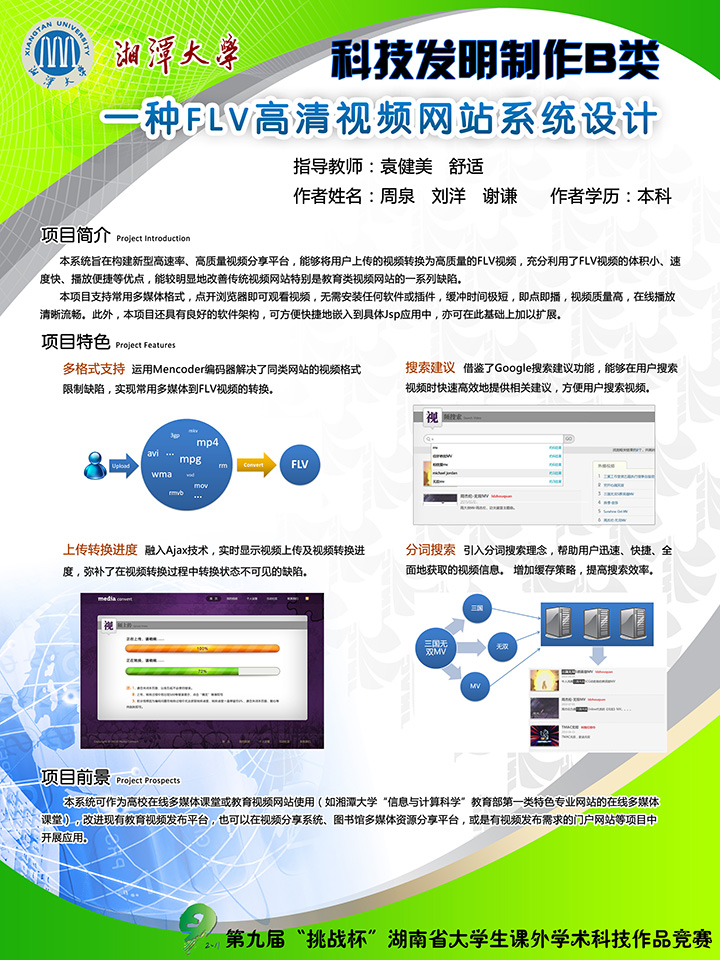 XIANGTAN UNIVERSITY
湘潭大学
湘潭大学
科技发明制作B类
一种FLV高清视频网站系统设计
指导教师：袁健美 舒适
作者姓名：周泉 刘洋 谢谦 作者学历：本科
项目简介 Project Introduction
本系统旨在构建新型高速率、高质量视频分享平台，能够将用户上传的视频转换为高质量的FLV视频，充分利用了FLV视频的体积小、速
度快、播放便捷等优点，能较明显地改善传统视频网站特别是教育类视频网站的一系列缺陷。
本项目支持常用多媒体格式，点开浏览器即可观看视频，无需安装任何软件或插件，缓冲时间极短，即点即播，视频质量高，在线播放
清晰流畅。此外，本项目还具有良好的软件架构，可方便快捷地嵌入到具体Jsp应用中，亦可在此基础上加以扩展。
项目特色 Project Features
多格式支持 运用Mencoder编码器解决了同类网站的视频格式
限制缺陷，实现常用多媒体到FLV视频的转换。
Upload
3gp
mkv
mp4
avi
...
mpg
rm
wma
vod
mov
rmvb
...
Convert
FLV
搜索建议 借鉴了Google搜索建议功能，能够在用户搜索
视频时快速高效地提供相关建议，方便用户搜索视频。
视 频搜索
GO
michael jordan
上传转换进度 融入Ajax技术，实时显示视频上传及视频转换进
度，弥补了在视频转换过程中转换状态不可见的缺陷。
media convert
视 频上传
正在上传，请稍候......
100%
正在转换，请稍候......
70%
分词搜索 引入分词搜索理念，帮助用户迅速、快捷、全
面地获取的视频信息。 增加缓存策略，提高搜索效率。
三国无
双MV
三国
无双
MV
项目前景 Project Prospects
本系统可作为高校在线多媒体课堂或教育视频网站使用（如湘潭大学“信息与计算科学”教育部第一类特色专业网站的在线多媒体
课堂），改进现有教育视频发布平台，也可以在视频分享系统、图书馆多媒体资源分享平台，或是有视频发布需求的门户网站等项目中
开展应用。
第九届“挑战杯”湖南省大学生课外学术科技作品竞赛